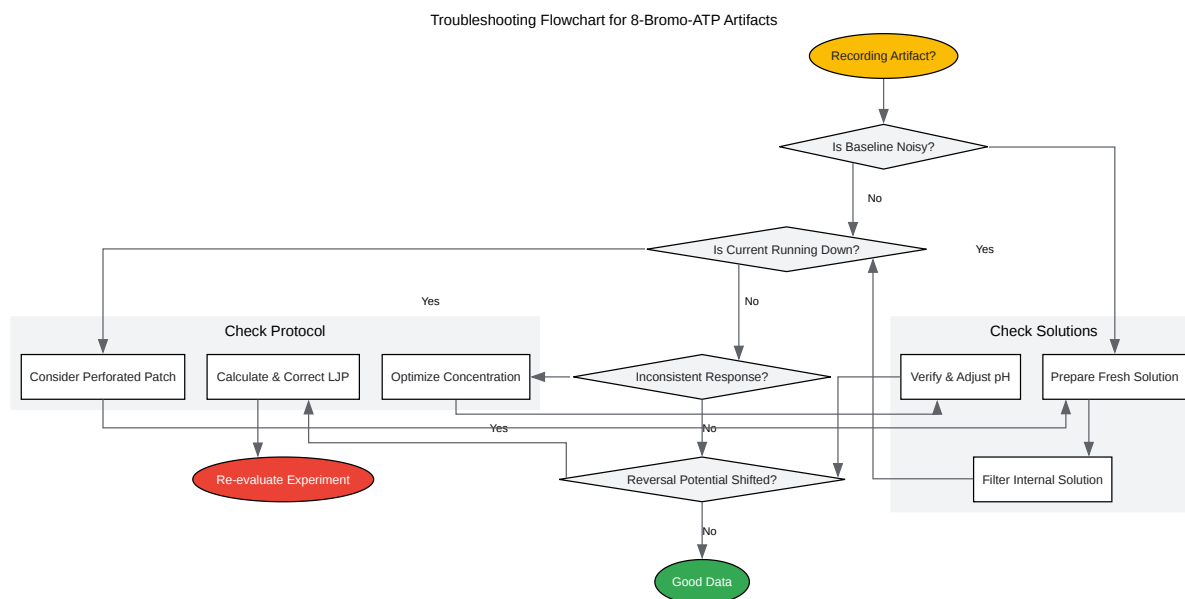 Troubleshooting Flowchart for 8-Bromo-ATP Artifacts
Recording Artifact?
Is Baseline Noisy?
No
Is Current Running Down?
Yes
Yes
No
Check Protocol
Check Solutions
Consider Perforated Patch
Calculate & Correct LJP
Optimize Concentration
Inconsistent Response?
Verify & Adjust pH
Prepare Fresh Solution
Yes
No
Re-evaluate Experiment
Reversal Potential Shifted?
Filter Internal Solution
No
Good Data